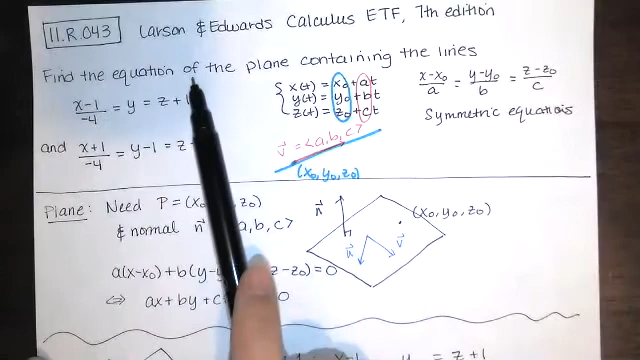 11.R.043 Larson & Edwards Calculus ETF, 7th edition
Find the equation of the plane containing the lines
(x-1)/-4 = y = z+1
and (x+1)/-4 = y-1 = z
{ x(t) = x₀+at
y(t) = y₀+bt
z(t) = z₀+ct
v⃗ = <a,b,c>
(x₀,y₀,z₀)
(x-x₀)/a = (y-y₀)/b = (z-z₀)/c
Symmetric equations
Plane: Need P=(x₀, z₀)
& normal n⃗ a, b, c>
a(x-x₀)+b(y-y z-z₀)=0
⇔ ax+by+c 0
n⃗
u⃗ v⃗
(x₀,y₀,z₀)
y z+1